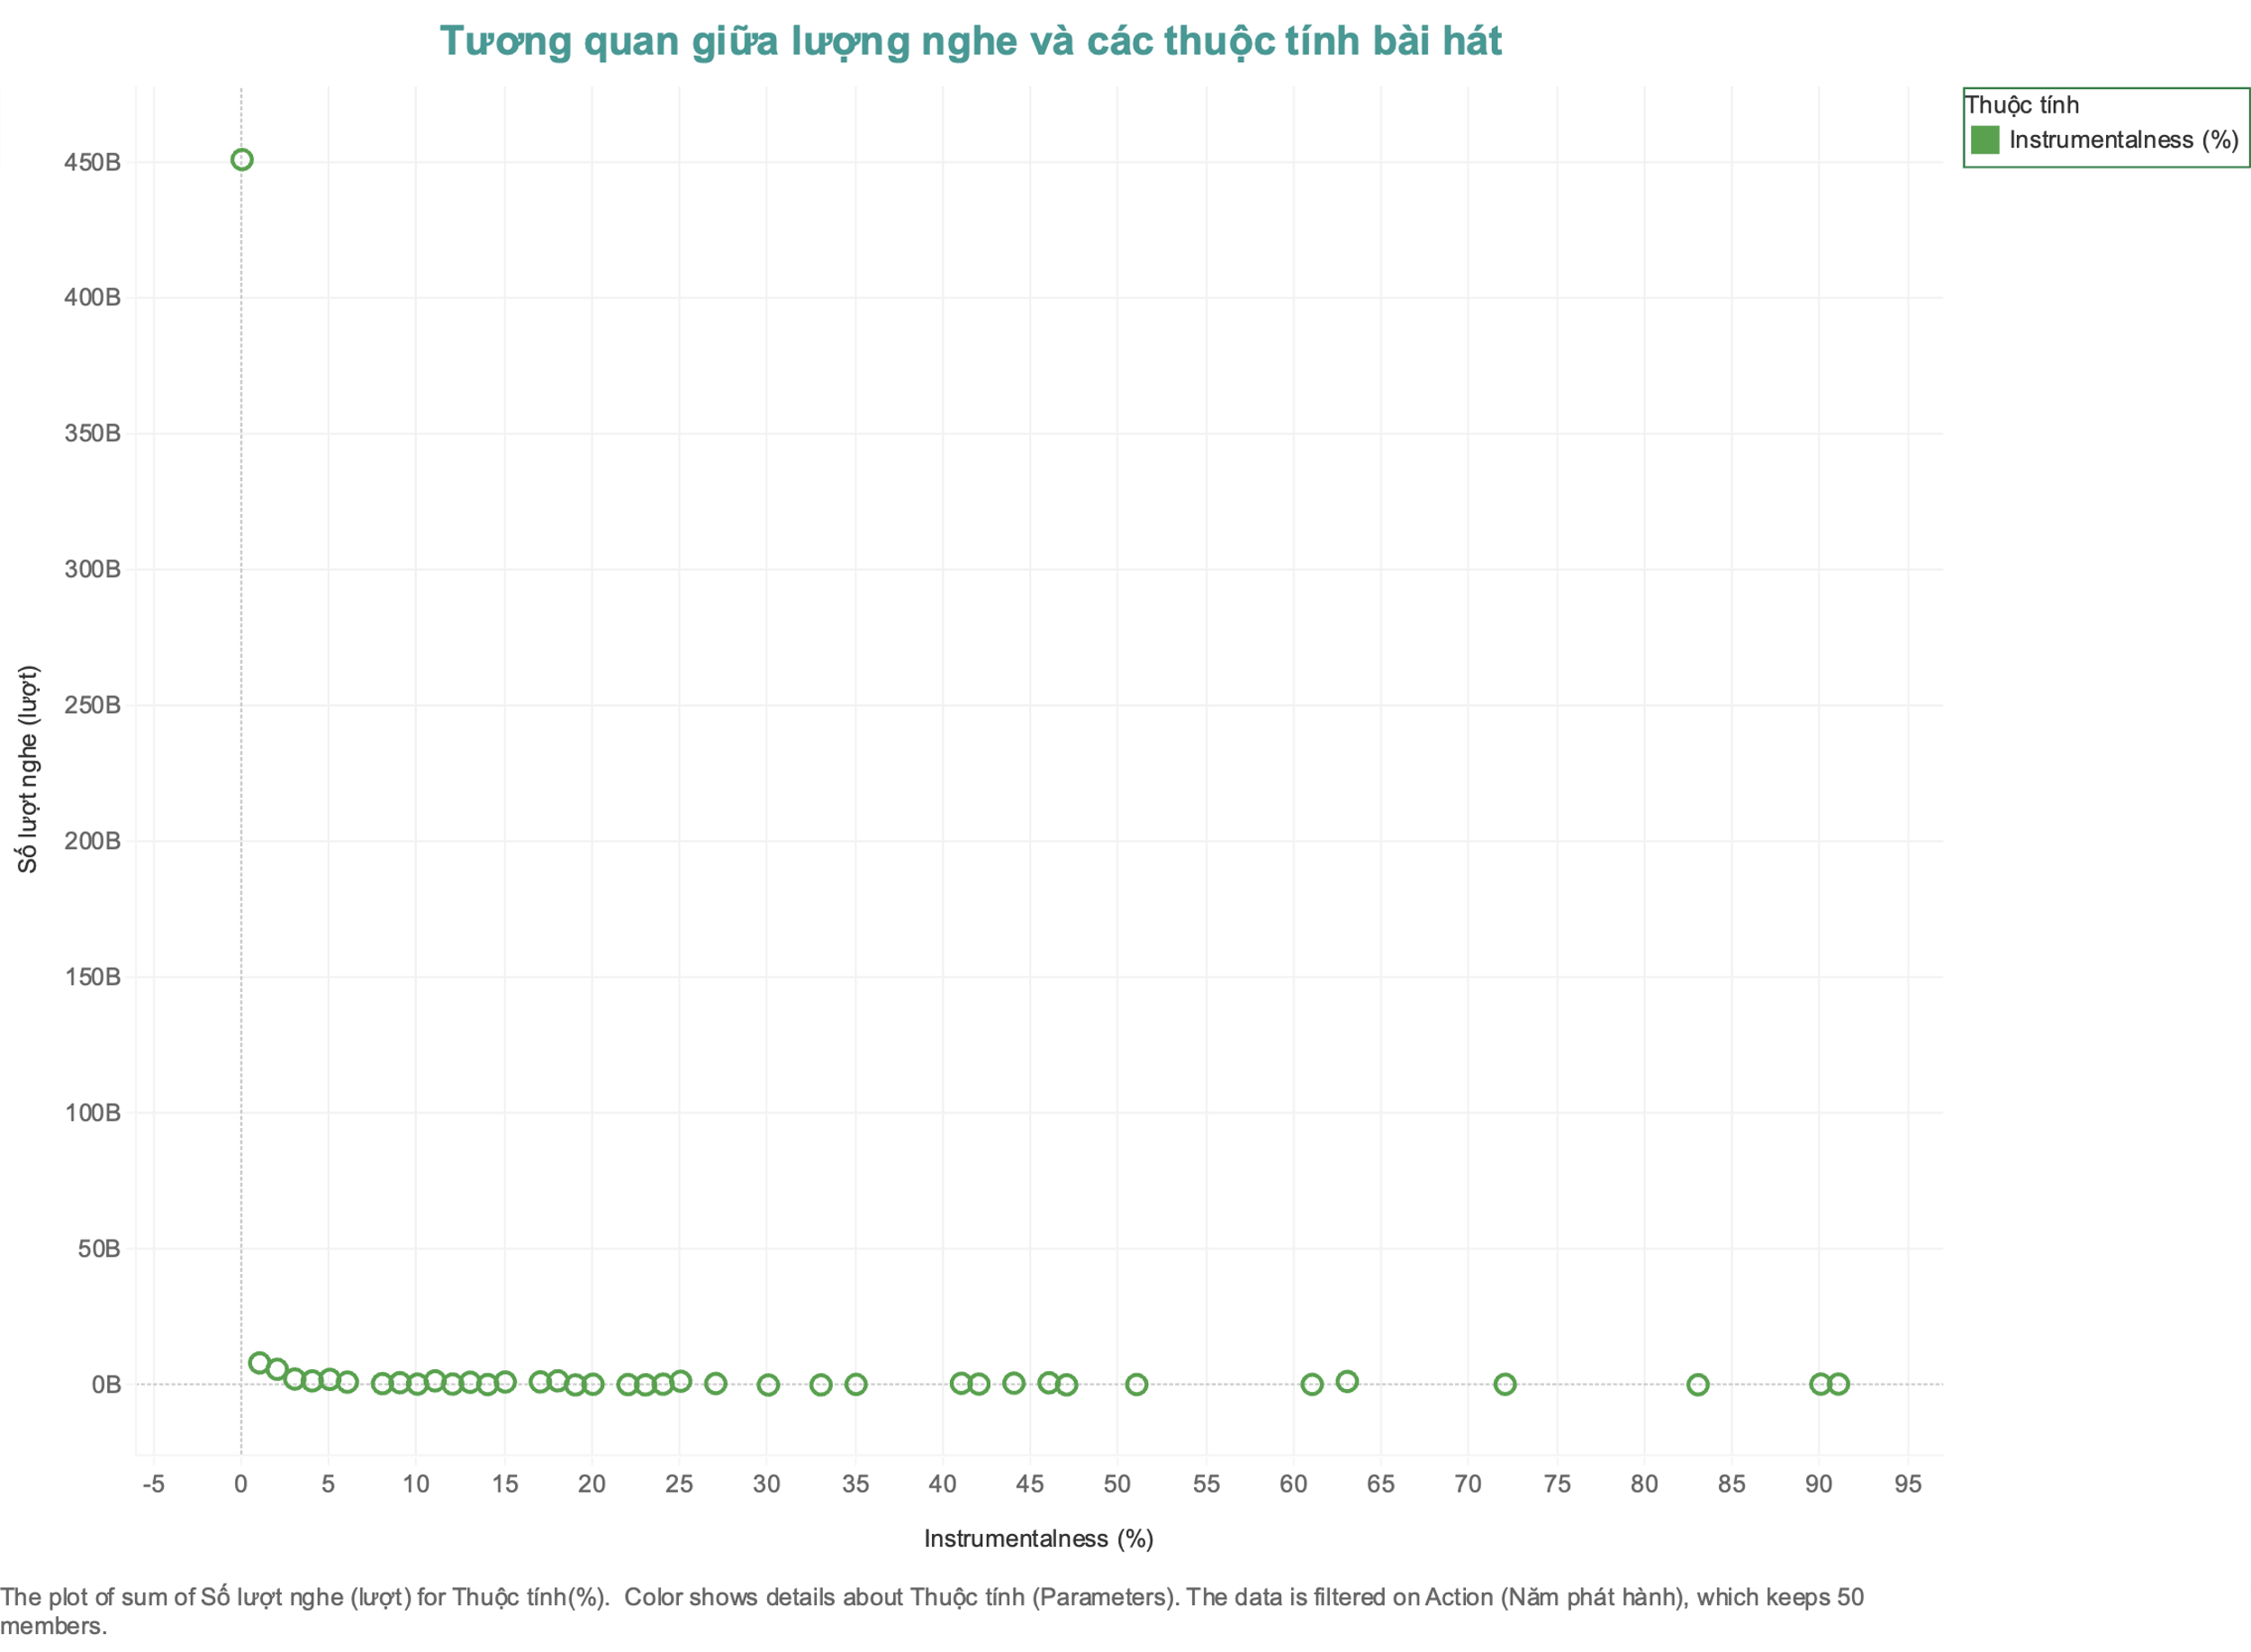 Tương quan giữa lượng nghe và các thuộc tính bài hát
Thuộc tính
Instrumentalness (%)
Số lượt nghe (lượt)
450B
400B
350B
300B
250B
200B
150B
100B
50B
0B
-5 0 5 10 15 20 25 30 35 40 45 50 55 60 65 70 75 80 85 90 95
Instrumentalness (%)
The plot of sum of Số lượt nghe (lượt) for Thuộc tính(%).  Color shows details about Thuộc tính (Parameters). The data is filtered on Action (Năm phát hành), which keeps 50
members.